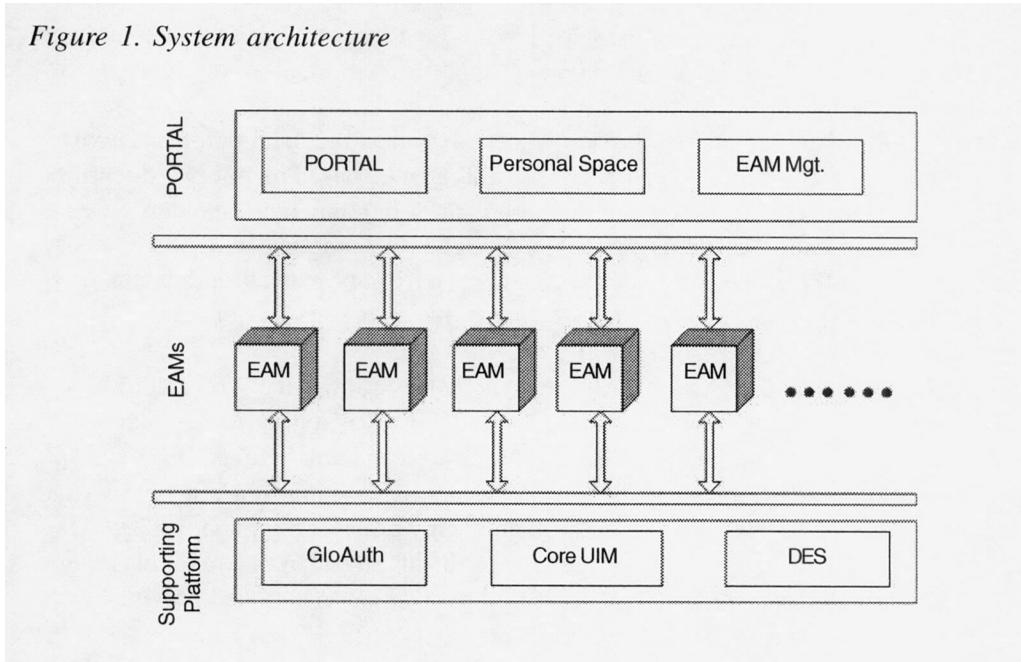 Figure 1. System architecture
PORTAL
PORTAL
Personal Space
EAM Mgt.
EAMs
EAM
EAM
EAM
EAM
EAM
Supporting
Platform
GloAuth
Core UIM
DES